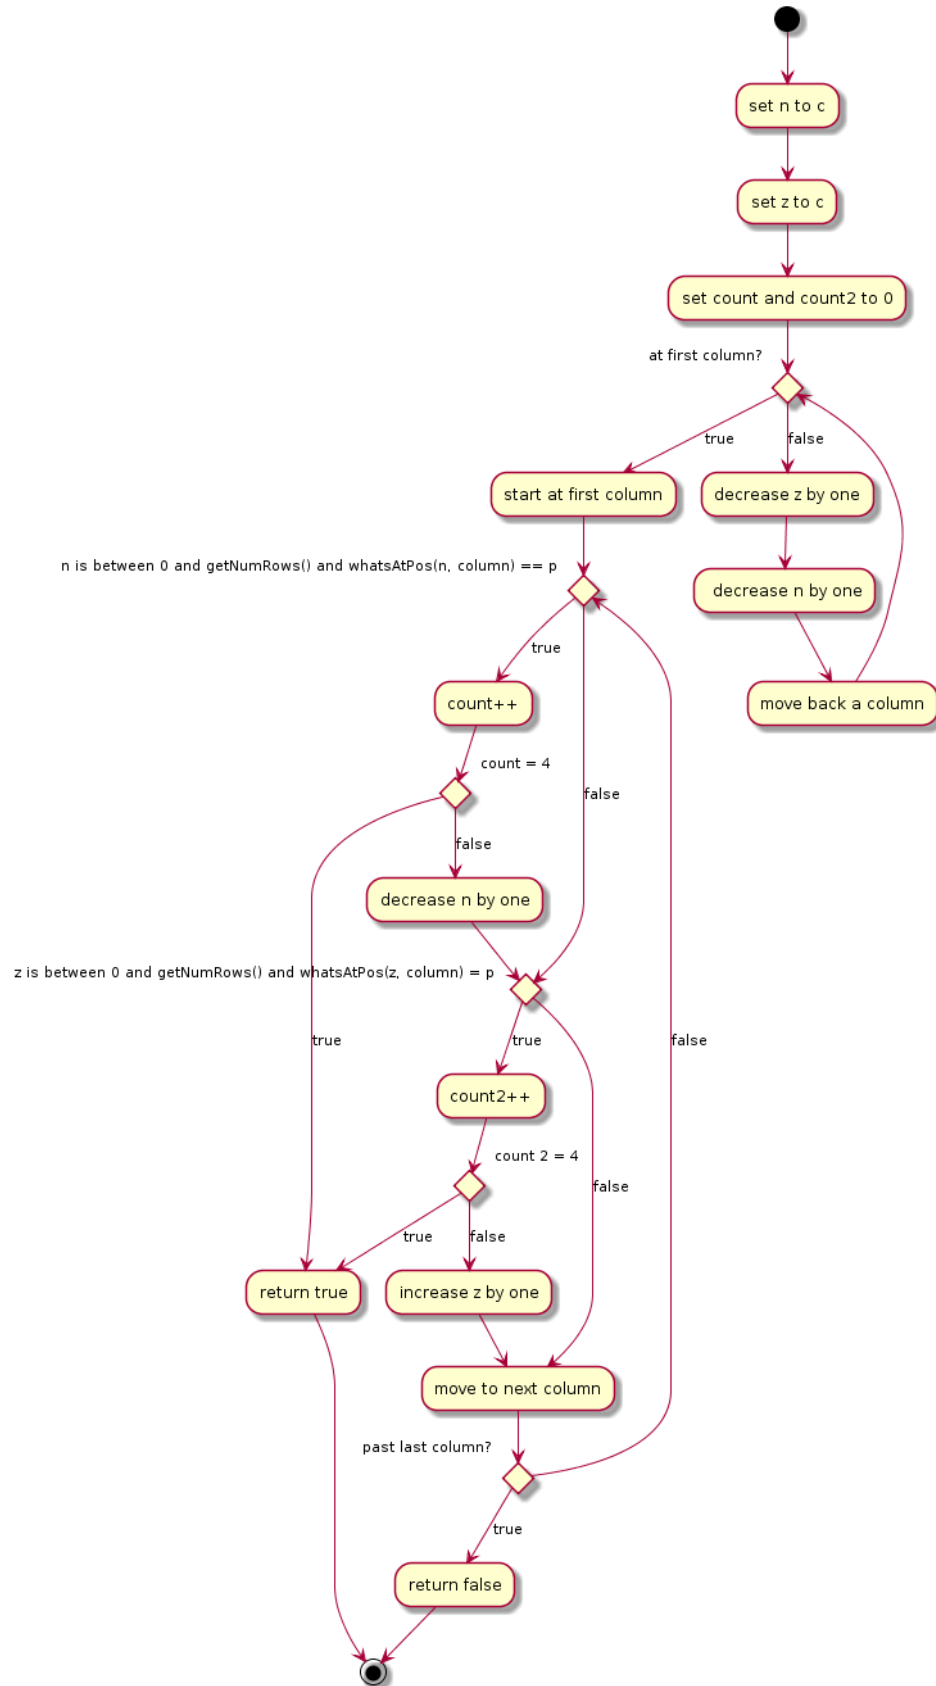 set n to c
set z to c
set count and count2 to 0
at first column?
true
false
start at first column
decrease z by one
n is between 0 and getNumRows() and whatsAtPos(n, column) == p
decrease n by one
true
count++
move back a column
count = 4
false
false
decrease n by one
z is between 0 and getNumRows() and whatsAtPos(z, column) = p
true
true
false
count2++
count 2 = 4
false
true
false
return true
increase z by one
move to next column
past last column?
true
return false